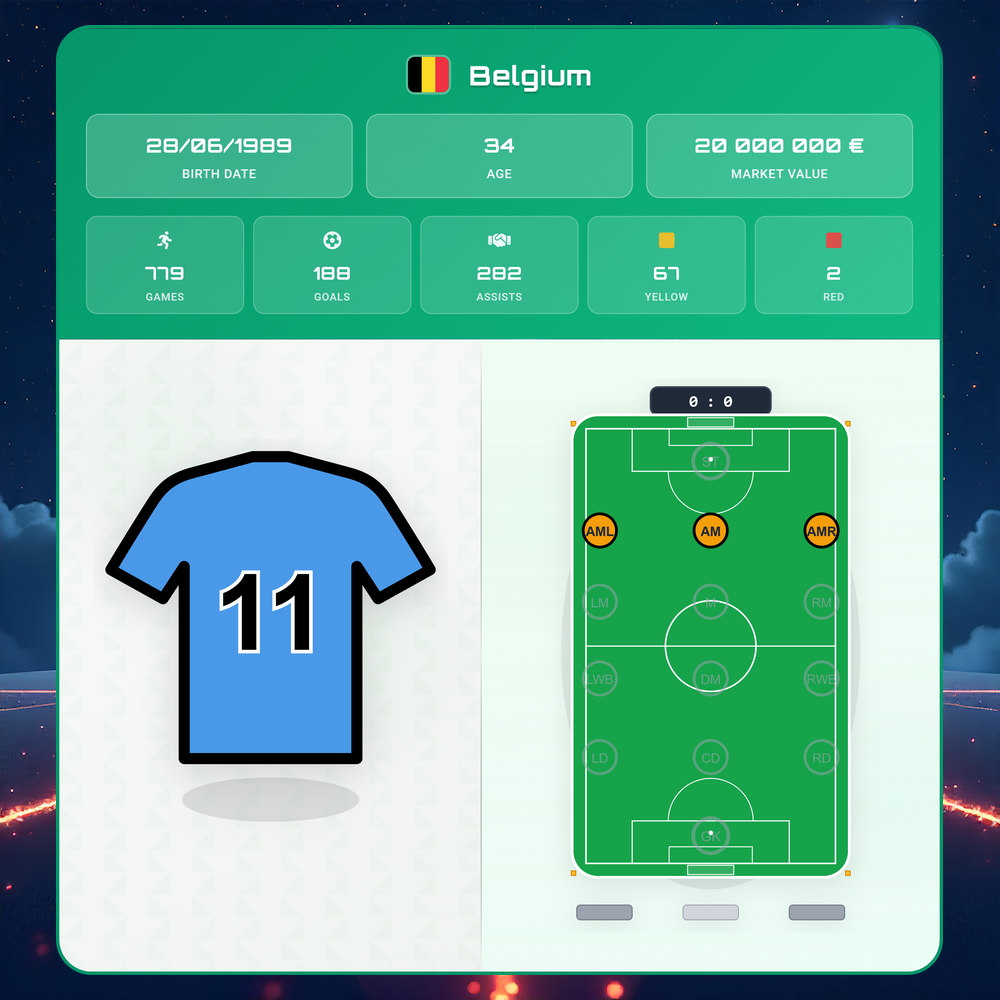 Belgium
28/06/1989
BIRTH DATE
34
AGE
20 000 000 €
MARKET VALUE
779
GAMES
188
GOALS
282
ASSISTS
67
YELLOW
2
RED
11
0 : 0
ST
AML AM AMR
LM M RM
LWB DM RWB
LD CD RD
GK